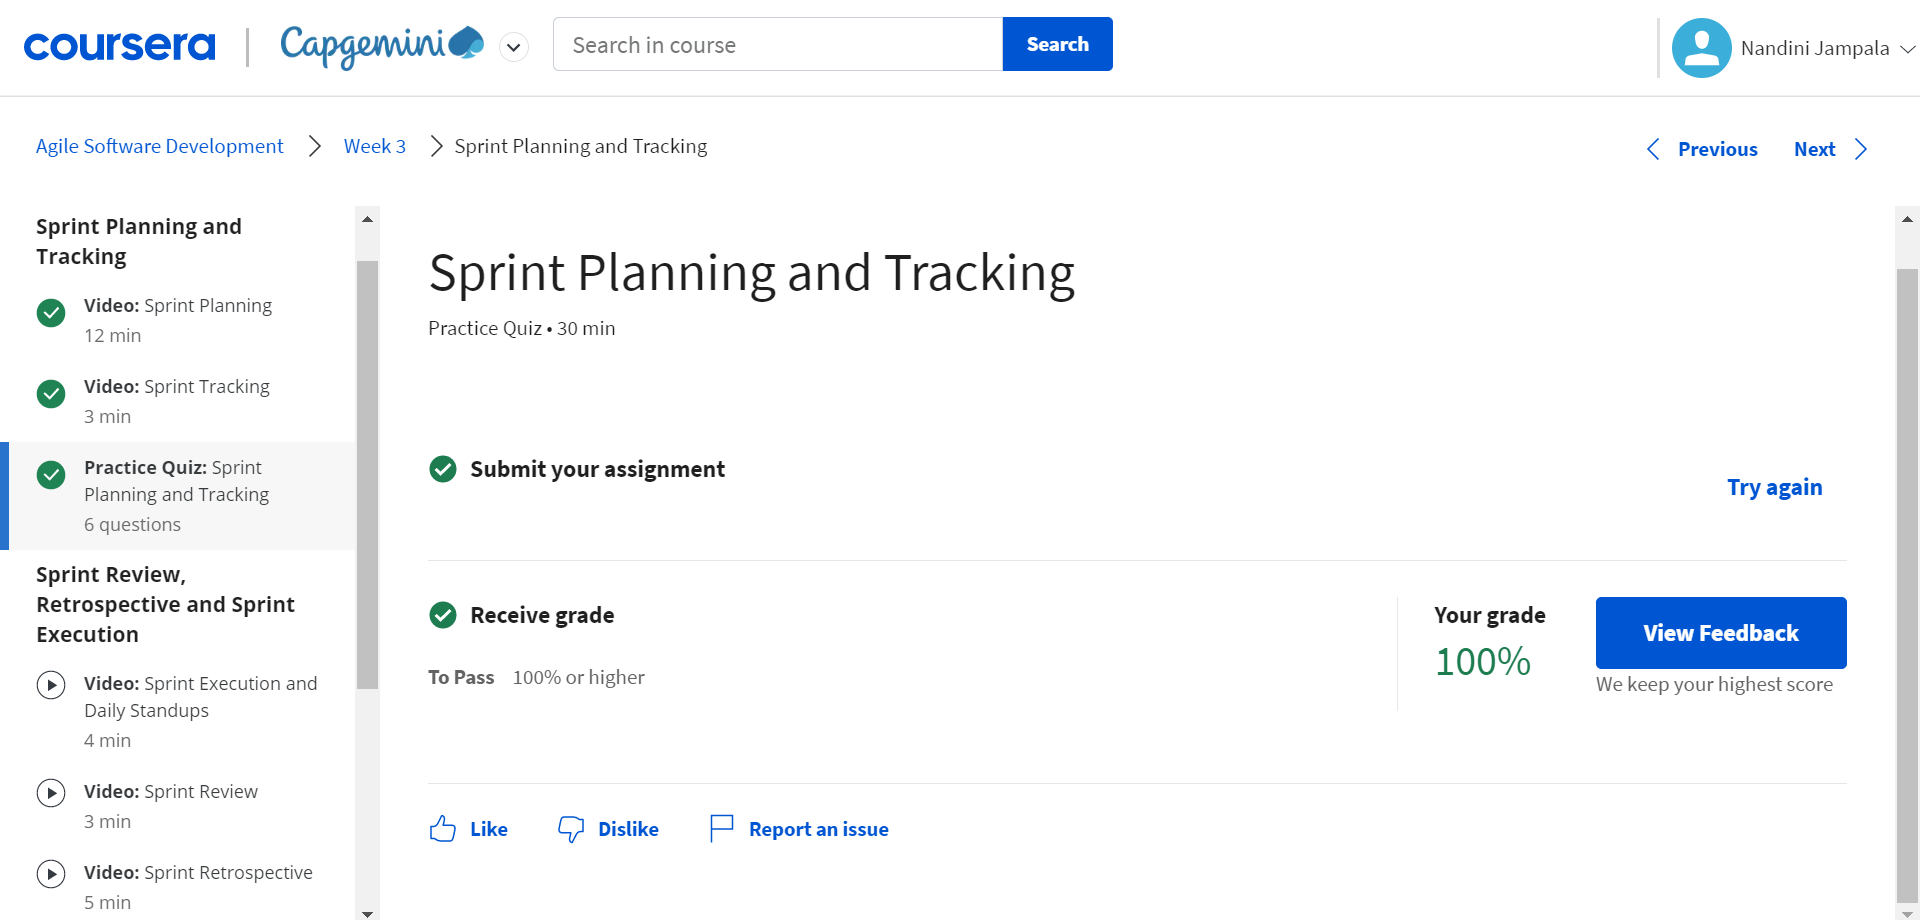 coursera
Capgemini
Search in course
Search
Nandini Jampala
Agile Software Development
Week 3
Sprint Planning and Tracking
Previous
Next
Sprint Planning and
Tracking
Video: Sprint Planning
12 min
Video: Sprint Tracking
3 min
Practice Quiz: Sprint
Planning and Tracking
6 questions
Sprint Review,
Retrospective and Sprint
Execution
Video: Sprint Execution and
Daily Standups
4 min
Video: Sprint Review
3 min
Video: Sprint Retrospective
5 min
Sprint Planning and Tracking
Practice Quiz • 30 min
Submit your assignment
Try again
Receive grade
To Pass 100% or higher
Your grade
100%
View Feedback
We keep your highest score
Like
Dislike
Report an issue